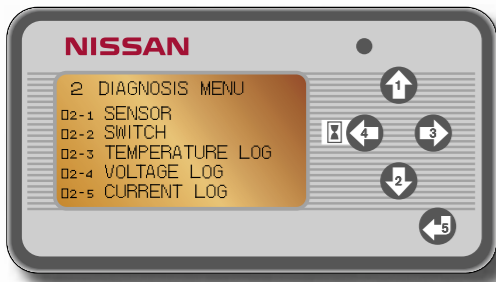 NISSAN
2 DIAGNOSIS MENU
▯2-1 SENSOR
▯2-2 SWITCH
▯2-3 TEMPERATURE LOG
▯2-4 VOLTAGE LOG
▯2-5 CURRENT LOG
1
4
3
2
5